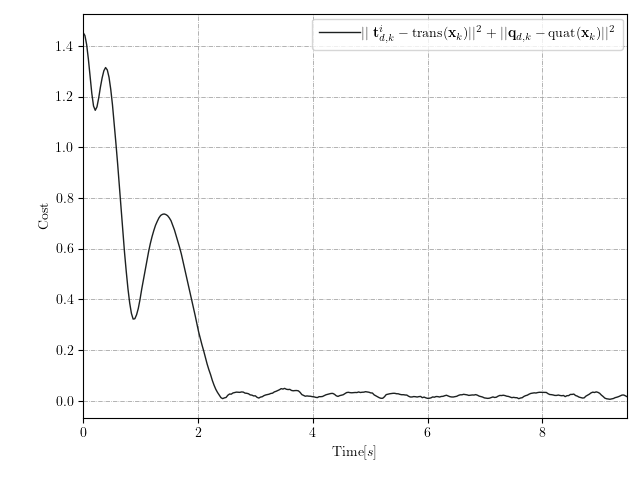 || t^i_{d,k} − trans(x_k)||^2 + ||q_{d,k} − quat(x_k)||^2
1.4
1.2
1.0
0.8
0.6
0.4
0.2
0.0
Cost
0 2 4 6 8
Time[s]